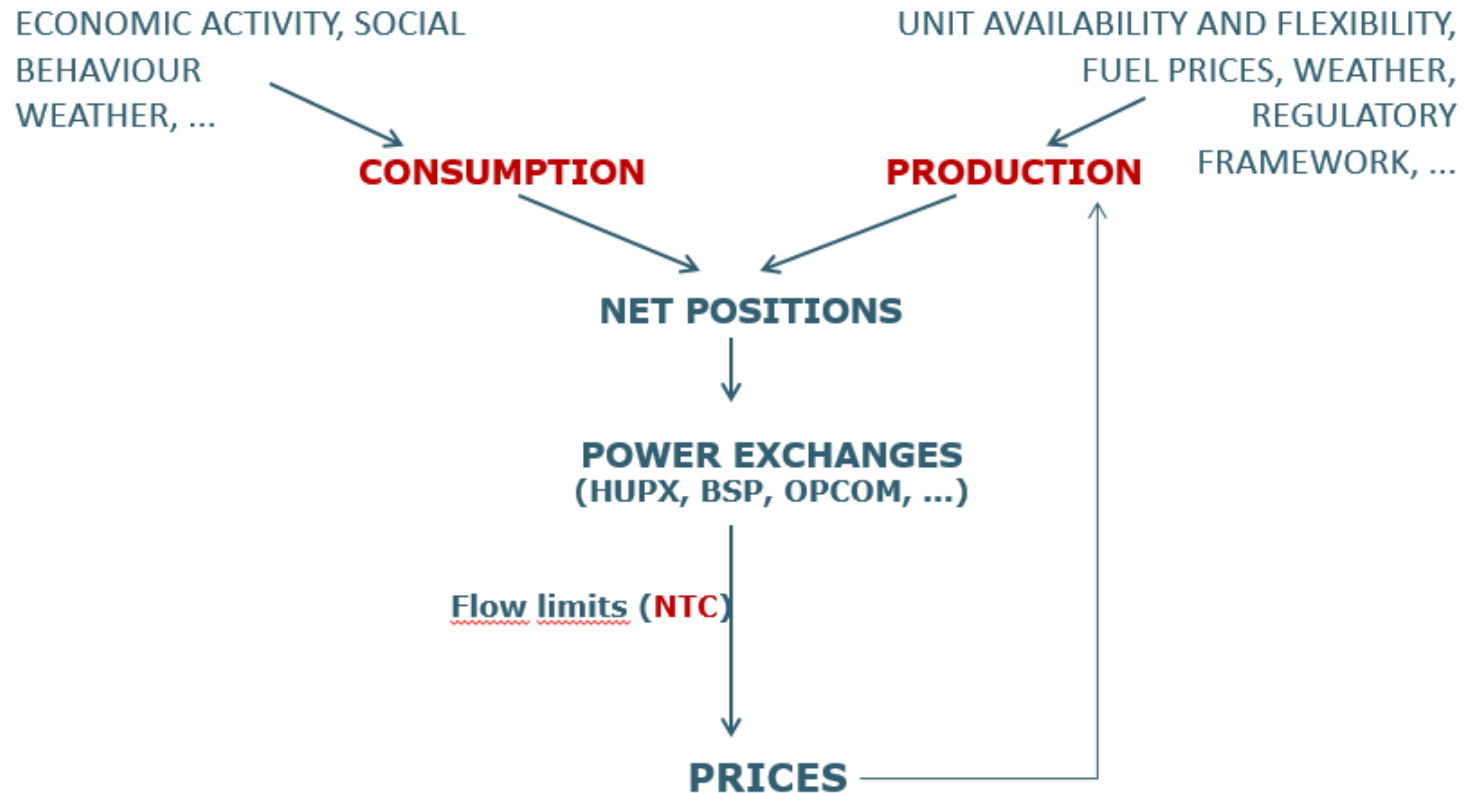 ECONOMIC ACTIVITY, SOCIAL
BEHAVIOUR
WEATHER, ...
UNIT AVAILABILITY AND FLEXIBILITY,
FUEL PRICES, WEATHER,
REGULATORY
FRAMEWORK, ...
CONSUMPTION
PRODUCTION
NET POSITIONS
POWER EXCHANGES
(HUPX, BSP, OPCOM, ...)
Flow limits (NTC)
PRICES